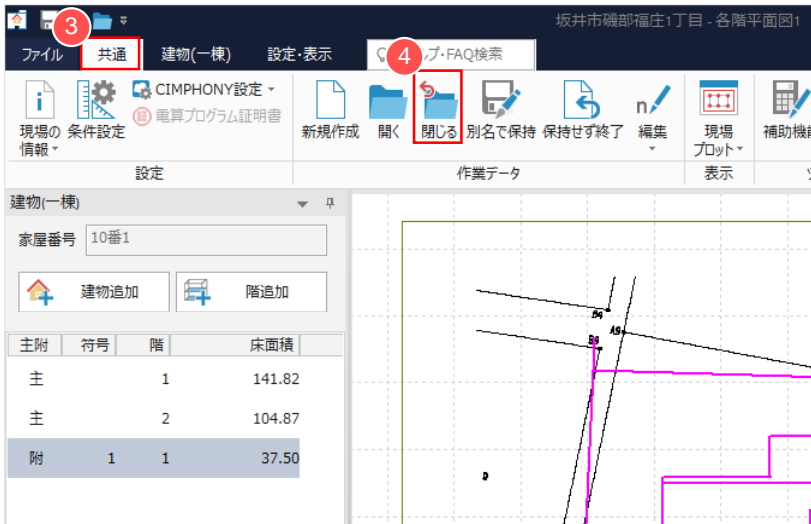 3
坂井市磯部福庄1丁目 - 各階平面図1
ファイル 共通 建物(一棟) 設定・表示 4 プ・FAQ検索
CIMPHONY設定
電算プログラム証明書
現場の
情報
条件設定
新規作成 開く 閉じる 別名で保持 保持せず終了 編集
現場
プロット
補助機能
設定 作業データ 表示
建物(一棟)
家屋番号 10番1
建物追加 階追加
主附 符号 階 床面積
主 1 141.82
主 2 104.87
附 1 1 37.50